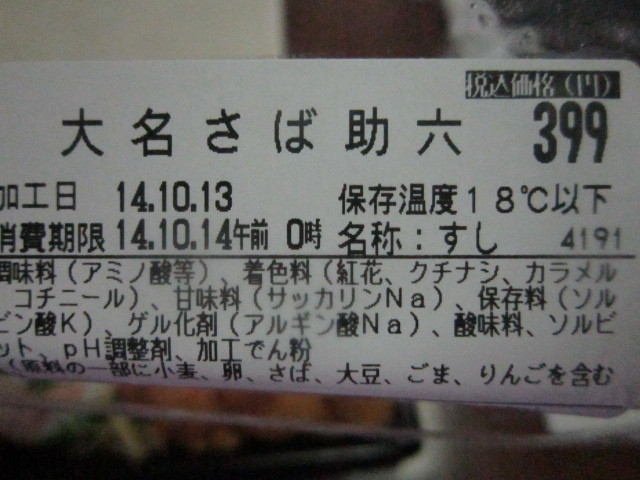 税込価格(円)
大名さば助六 399
加工日 14.10.13 保存温度18℃以下
消費期限 14.10.14午前 0時 名称:すし 4191
調味料(アミノ酸等)、着色料(紅花、クチナシ、カラメル
、コチニール)、甘味料(サッカリンNa)、保存料(ソル
ビン酸K)、ゲル化剤(アルギン酸Na)、酸味料、ソルビ
ット、pH調整剤、加工でん粉
(原料の一部に小麦、卵、さば、大豆、ごま、りんごを含む